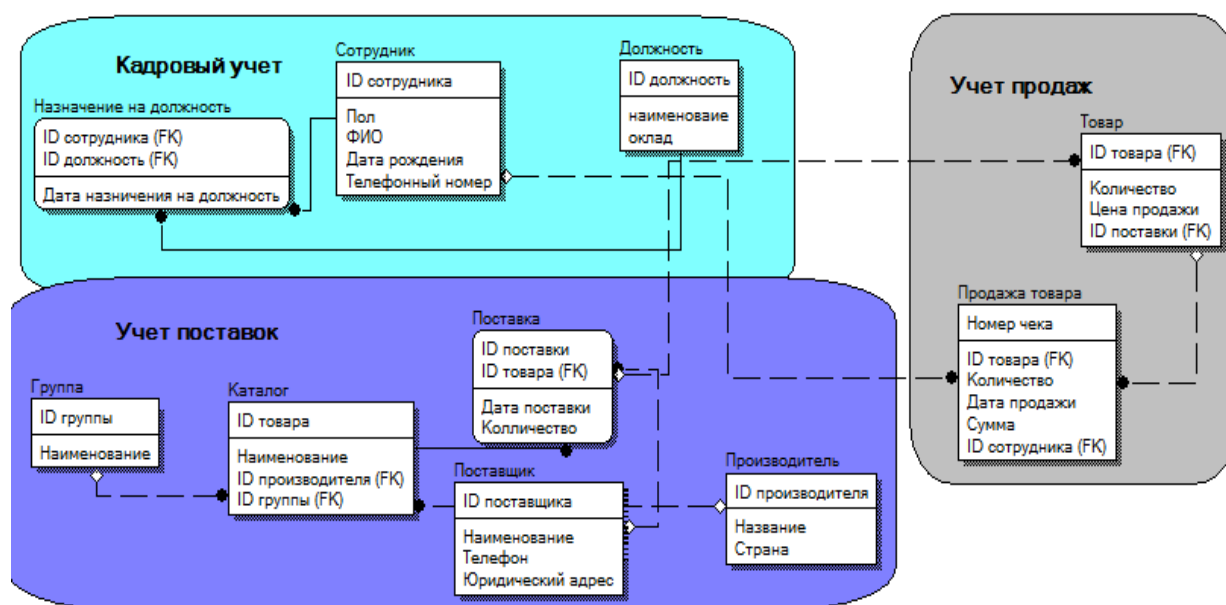 Кадровый учет
Назначение на должность
ID сотрудника (FK)
ID должность (FK)
Дата назничения на должность
Сотрудник
ID сотрудника
Пол
ФИО
Дата рождения
Телефонный номер
Должность
ID должность
наименоваие
оклад
Учет продаж
Товар
ID товара (FK)
Количество
Цена продажи
ID поставки (FK)
Продажа товара
Номер чека
ID товара (FK)
Количество
Дата продажи
Сумма
ID сотрудника (FK)
Учет поставок
Группа
ID группы
Наименование
Каталог
ID товара
Наименование
ID производителя (FK)
ID группы (FK)
Поставка
ID поставки
ID товара (FK)
Дата поставки
Колличество
Поставщик
ID поставщика
Наименование
Телефон
Юридический адрес
Производитель
ID производителя
Название
Страна